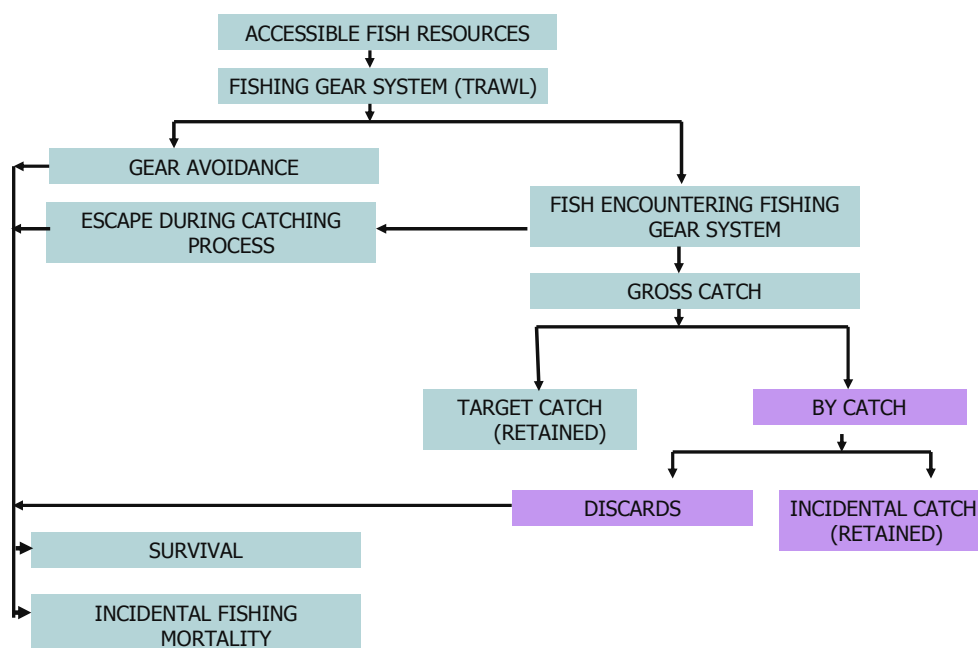 ACCESSIBLE FISH RESOURCES
FISHING GEAR SYSTEM (TRAWL)
GEAR AVOIDANCE
ESCAPE DURING CATCHING
PROCESS
FISH ENCOUNTERING FISHING
GEAR SYSTEM
GROSS CATCH
TARGET CATCH
(RETAINED)
BY CATCH
DISCARDS
INCIDENTAL CATCH
(RETAINED)
SURVIVAL
INCIDENTAL FISHING
MORTALITY